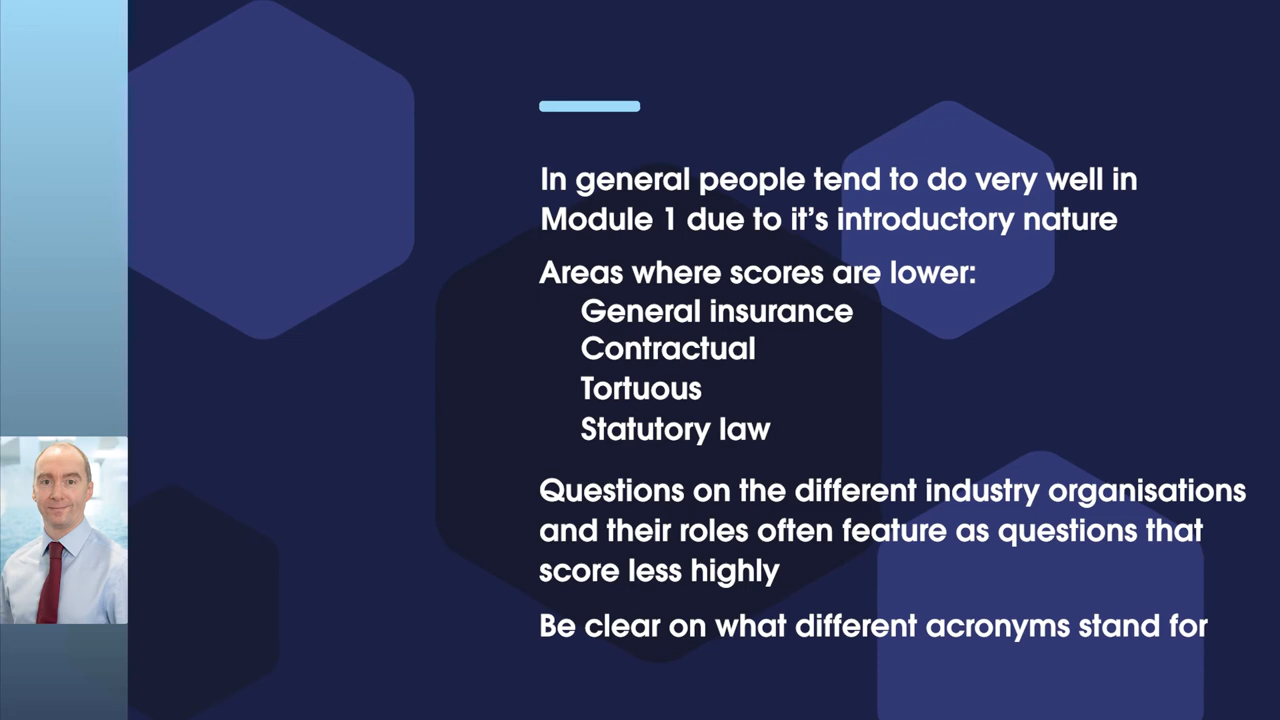 In general people tend to do very well in
Module 1 due to it’s introductory nature
Areas where scores are lower:
General insurance
Contractual
Tortuous
Statutory law
Questions on the different industry organisations
and their roles often feature as questions that
score less highly
Be clear on what different acronyms stand for